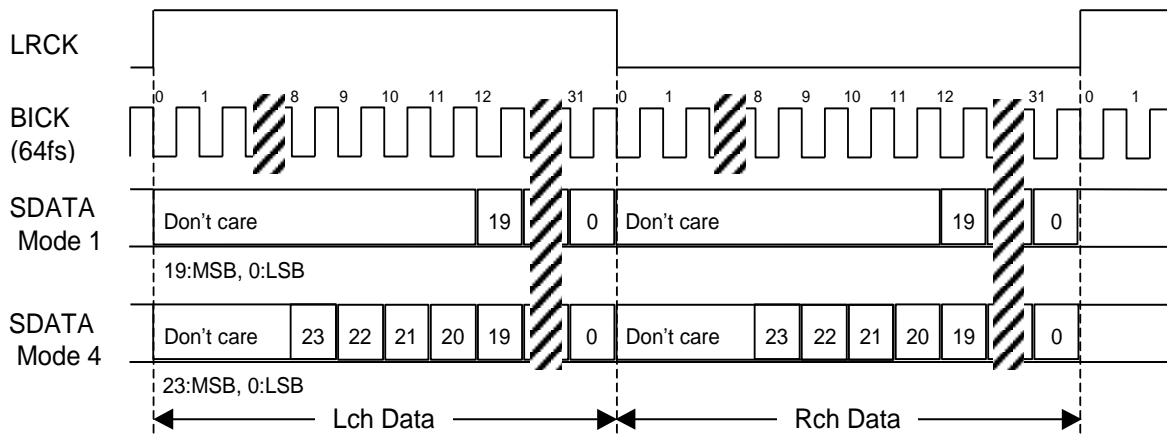 LRCK
0 1 8 9 10 11 12 31 0 1 8 9 10 11 12 31 0 1
BICK
(64fs)
SDATA
Mode 1
Don't care 19 0 Don't care 19 0
19:MSB, 0:LSB
SDATA
Mode 4
Don't care 23 22 21 20 19 0 Don't care 23 22 21 20 19 0
23:MSB, 0:LSB
Lch Data Rch Data